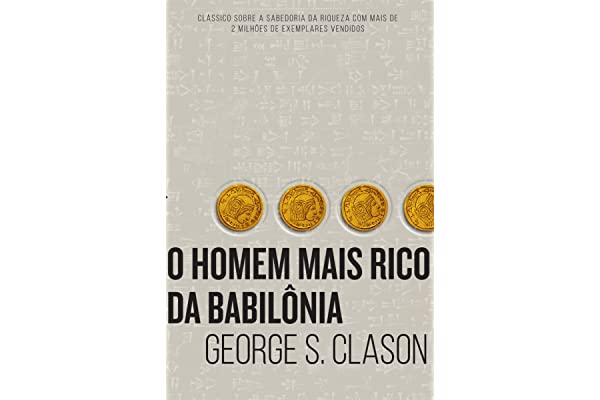 CLÁSSICO SOBRE A SABEDORIA DA RIQUEZA COM MAIS DE
2 MILHÕES DE EXEMPLARES VENDIDOS
O HOMEM MAIS RICO
DA BABILÔNIA
GEORGE S. CLASON